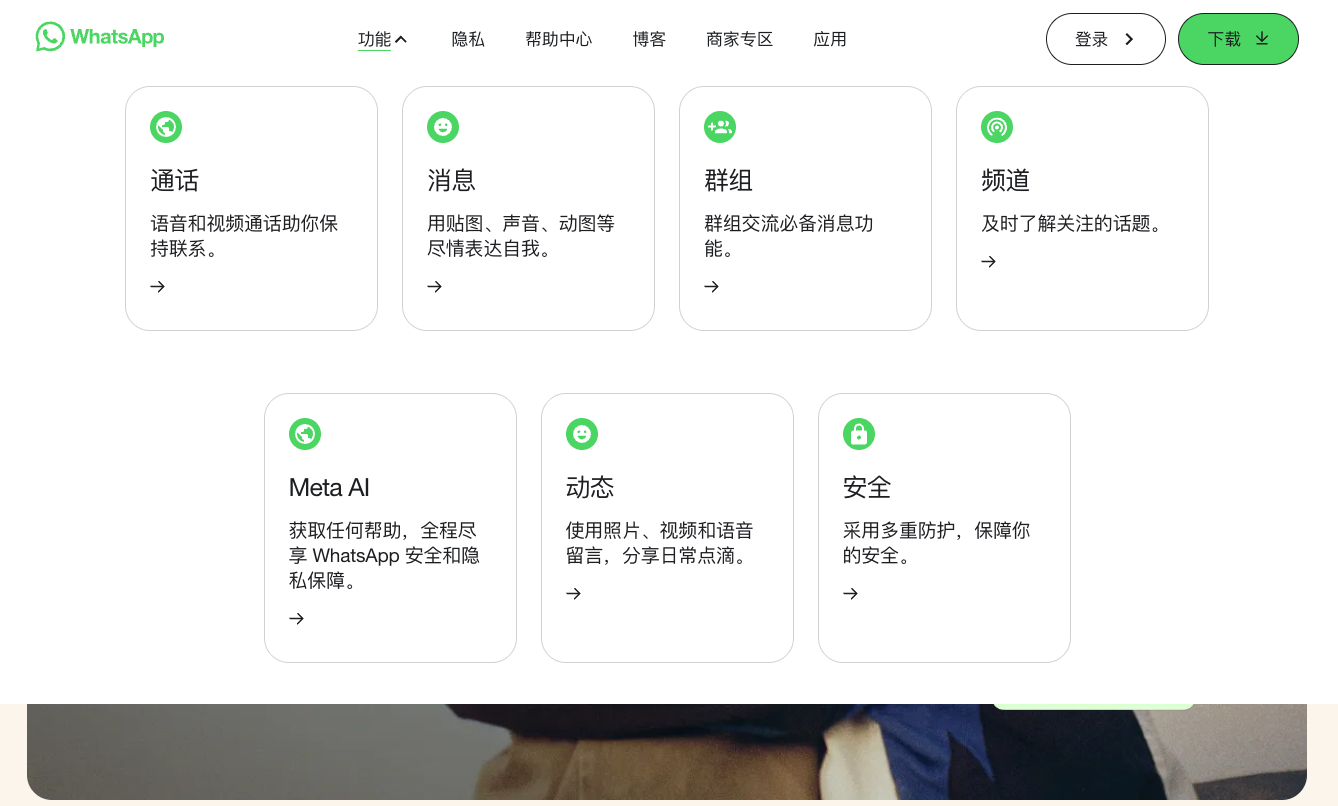 WhatsApp
功能
隐私
帮助中心
博客
商家专区
应用
登录
下载
通话
语音和视频通话助你保
持联系。
消息
用贴图、声音、动图等
尽情表达自我。
群组
群组交流必备消息功
能。
频道
及时了解关注的话题。
Meta AI
获取任何帮助，全程尽
享 WhatsApp 安全和隐
私保障。
动态
使用照片、视频和语音
留言，分享日常点滴。
安全
采用多重防护，保障你
的安全。